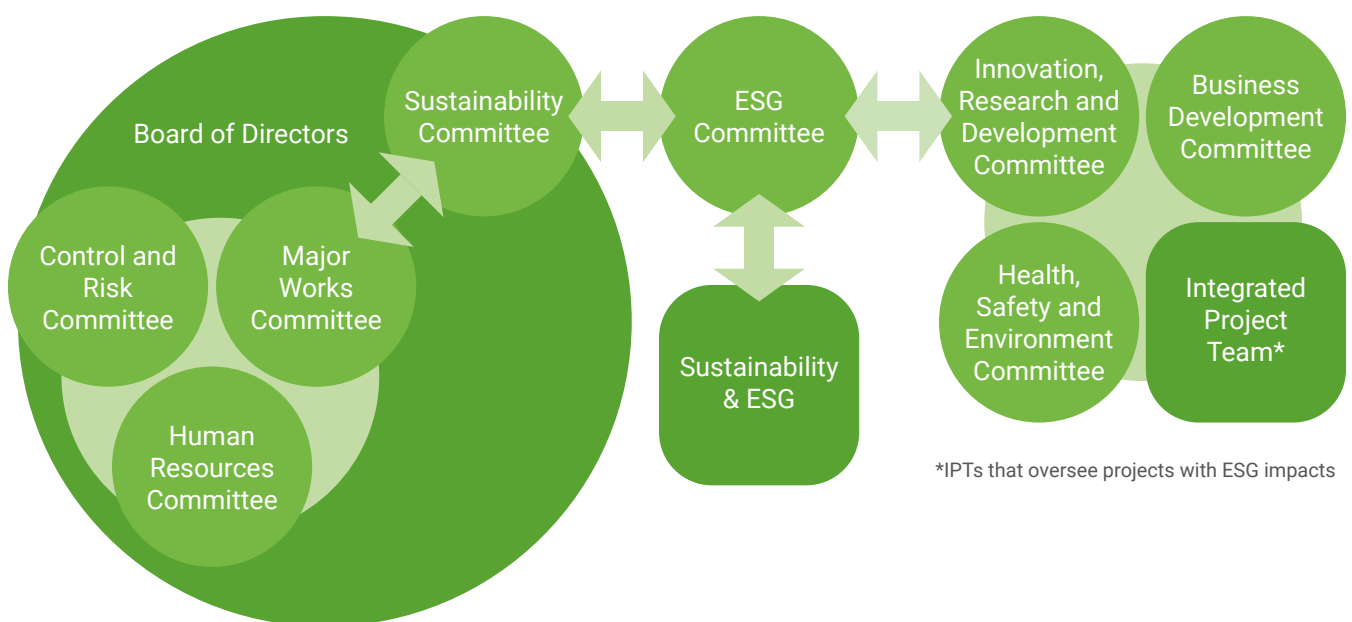 Board of Directors
Sustainability
Committee
Control and
Risk
Committee
Major
Works
Committee
Human
Resources
Committee
ESG
Committee
Sustainability
& ESG
Innovation,
Research and
Development
Committee
Business
Development
Committee
Health,
Safety and
Environment
Committee
Integrated
Project
Team*
*IPTs that oversee projects with ESG impacts